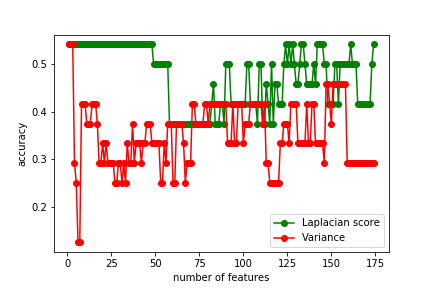 0.5
0.4
0.3
0.2
accuracy
0 25 50 75 100 125 150 175
number of features
Laplacian score
Variance